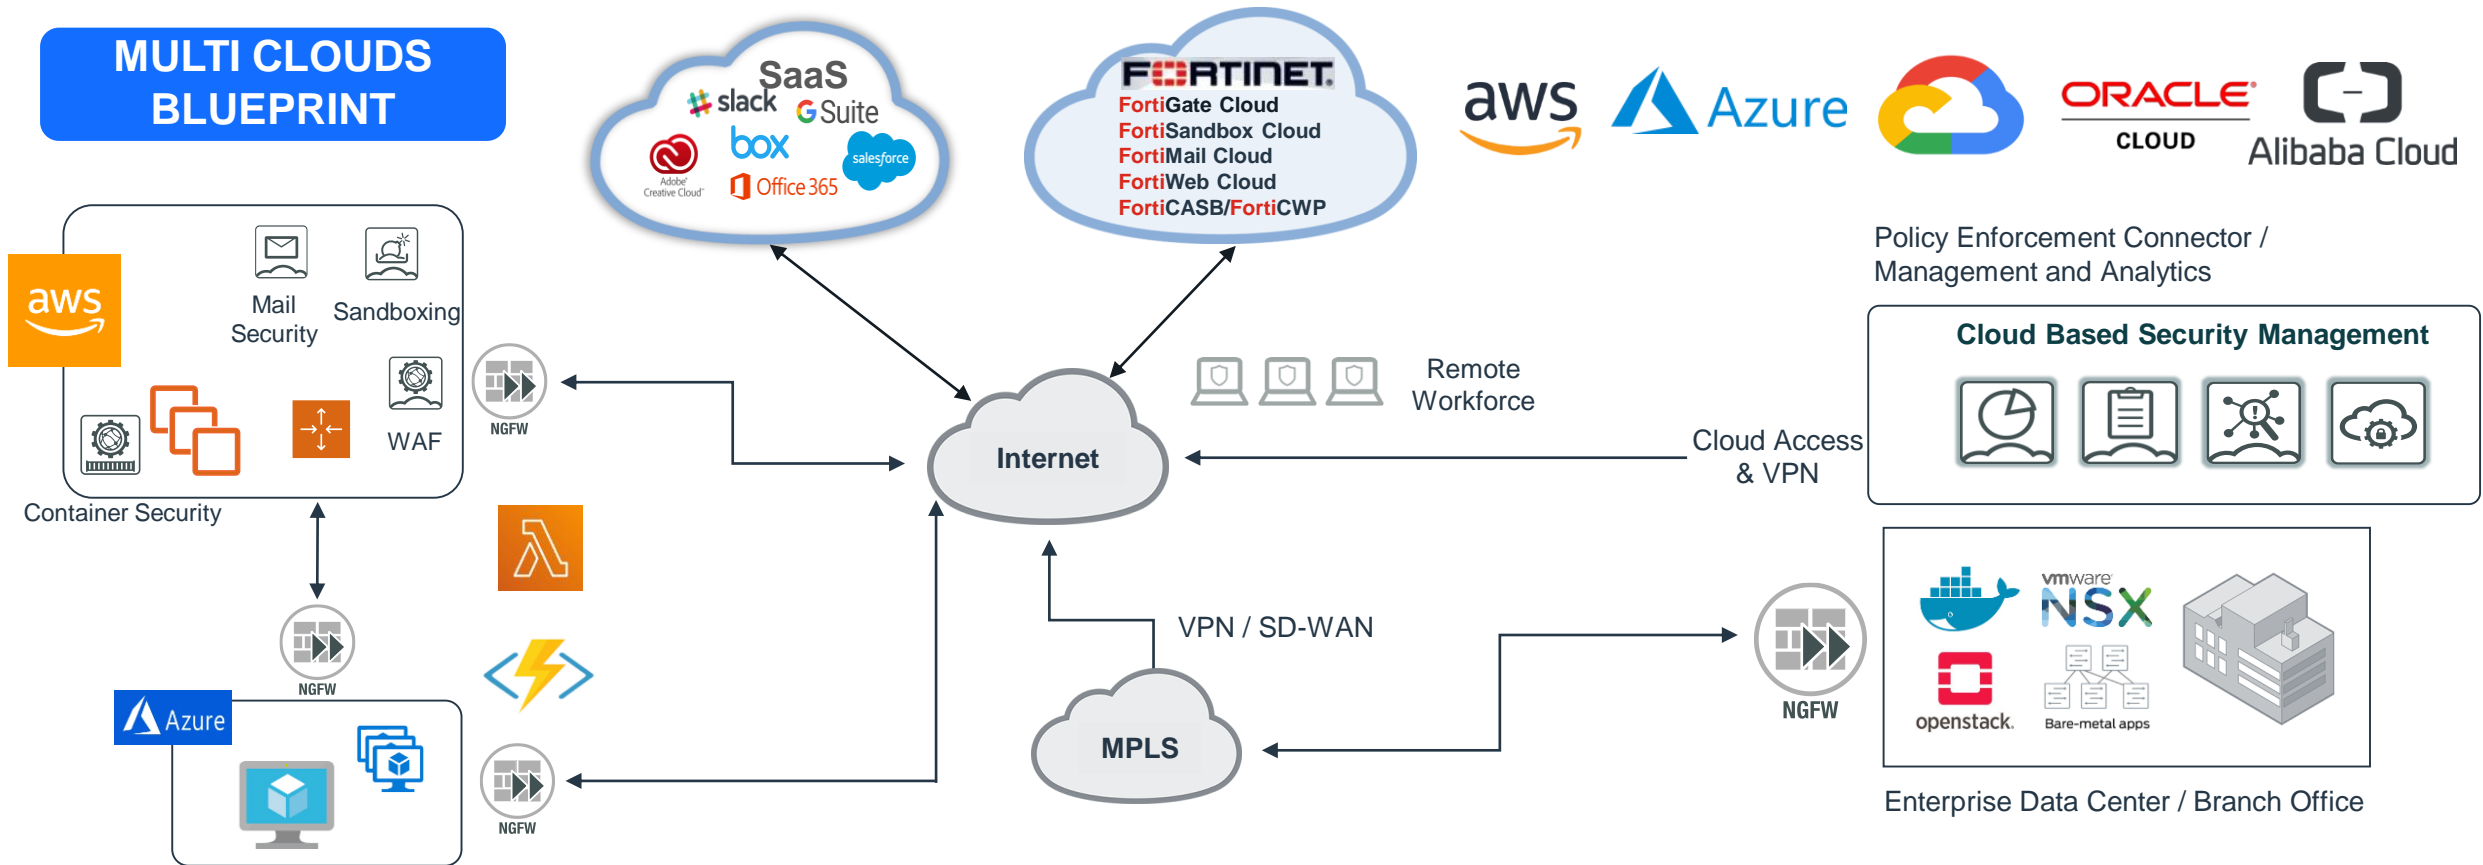 MULTI CLOUDS
BLUEPRINT
SaaS
slack
G Suite
box
Adobe®
Creative Cloud™
Office 365
salesforce
FORTINET.
FortiGate Cloud
FortiSandbox Cloud
FortiMail Cloud
FortiWeb Cloud
FortiCASB/FortiCWP
aws
Azure
ORACLE®
CLOUD
Alibaba Cloud
aws
Mail
Security
Sandboxing
WAF
Container Security
NGFW
NGFW
Azure
NGFW
Internet
MPLS
VPN / SD-WAN
Remote
Workforce
Cloud Access
& VPN
Policy Enforcement Connector /
Management and Analytics
Cloud Based Security Management
NGFW
vmware
NSX
openstack.
Bare-metal apps
Enterprise Data Center / Branch Office